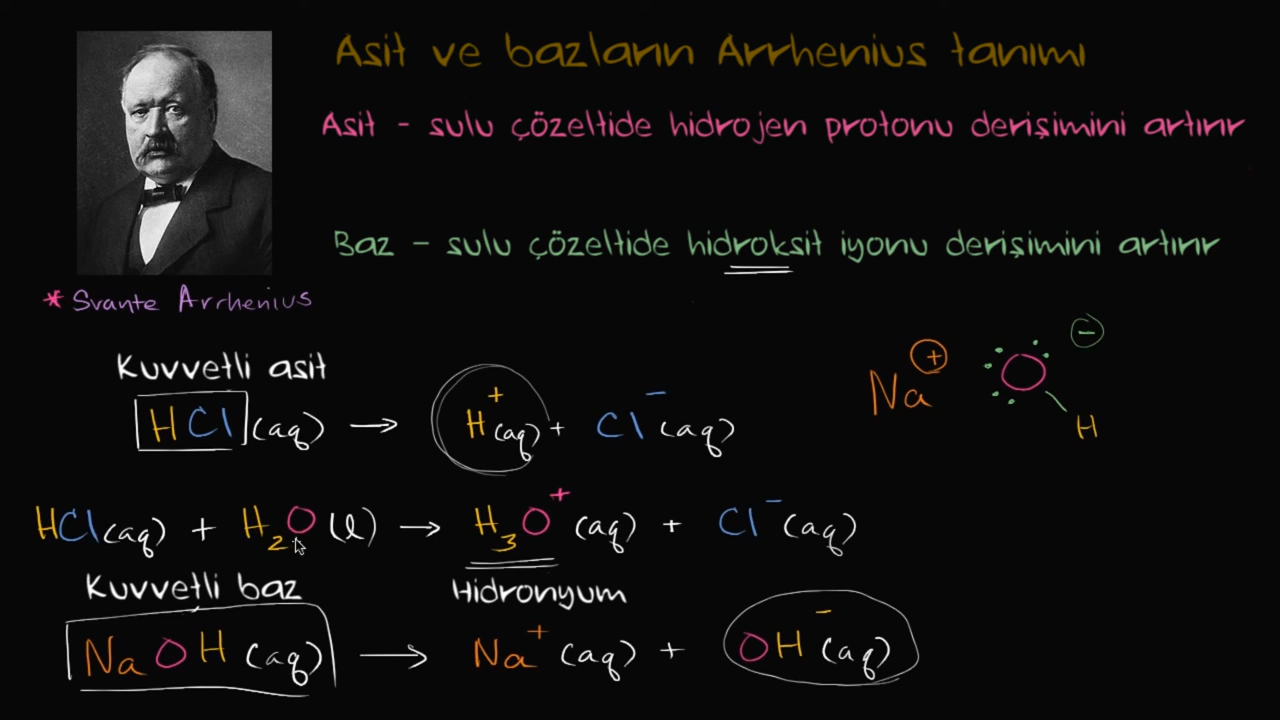 Asit ve bazların Arrhenius tanımı
Asit - sulu çözeltide hidrojen protonu derişimini artırır
Baz - sulu çözeltide hidroksit iyonu derişimini artırır
* Svante Arrhenius
Kuvvetli asit
HCl (aq) → H⁺(aq) + Cl⁻(aq)
Na⁺ O H ⁻
HCl(aq) + H₂O(l) → H₃O⁺(aq) + Cl⁻(aq)
Kuvvetli baz
Hidronyum
NaOH (aq) → Na⁺(aq) + OH⁻(aq)